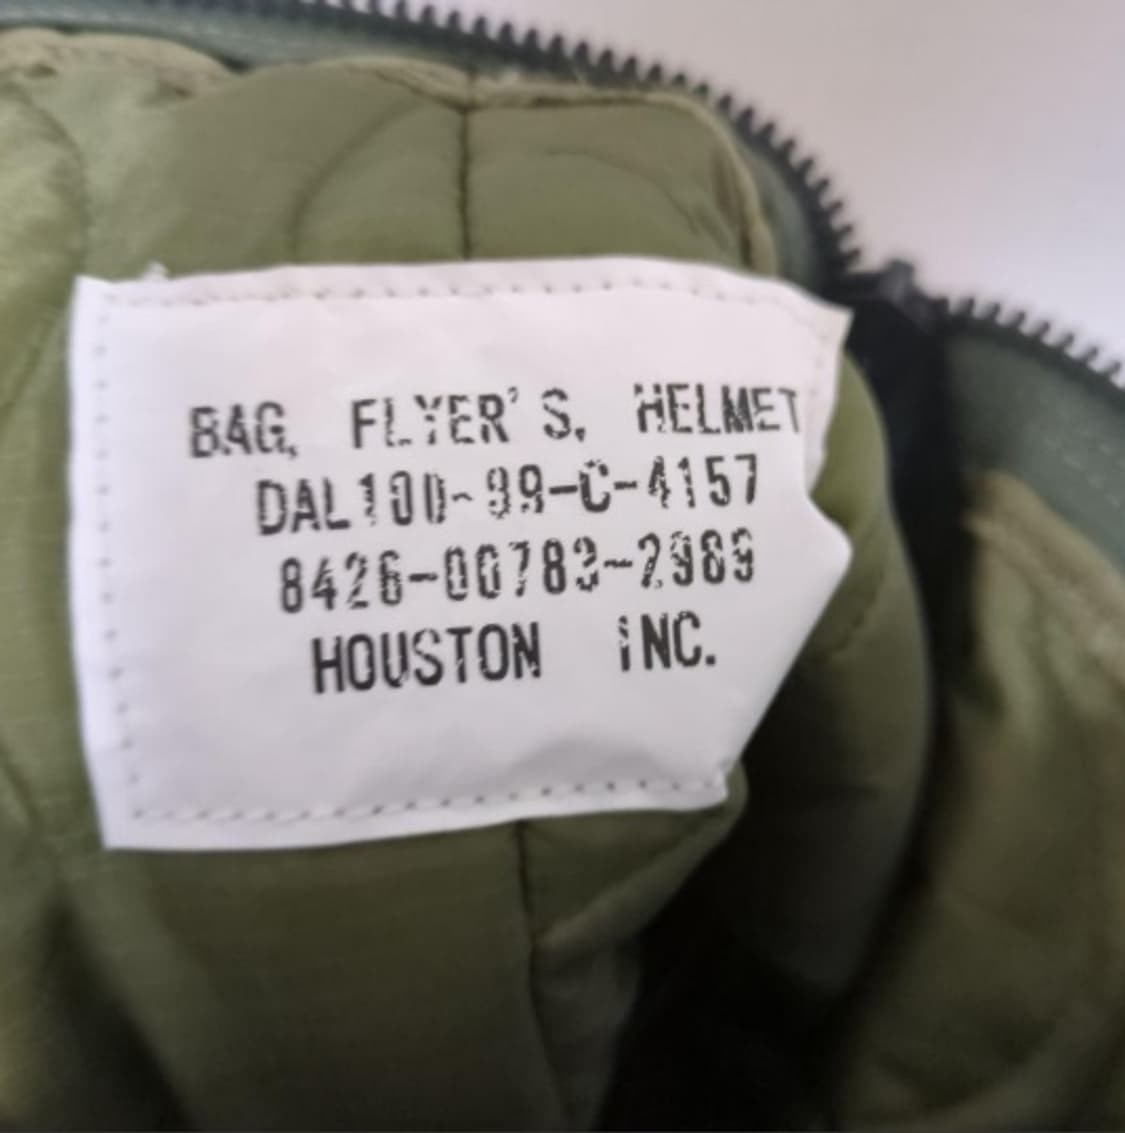 BAG, FLYER'S, HELMET
DAL100-99-C-4157
8426-00783-2989
HOUSTON INC.